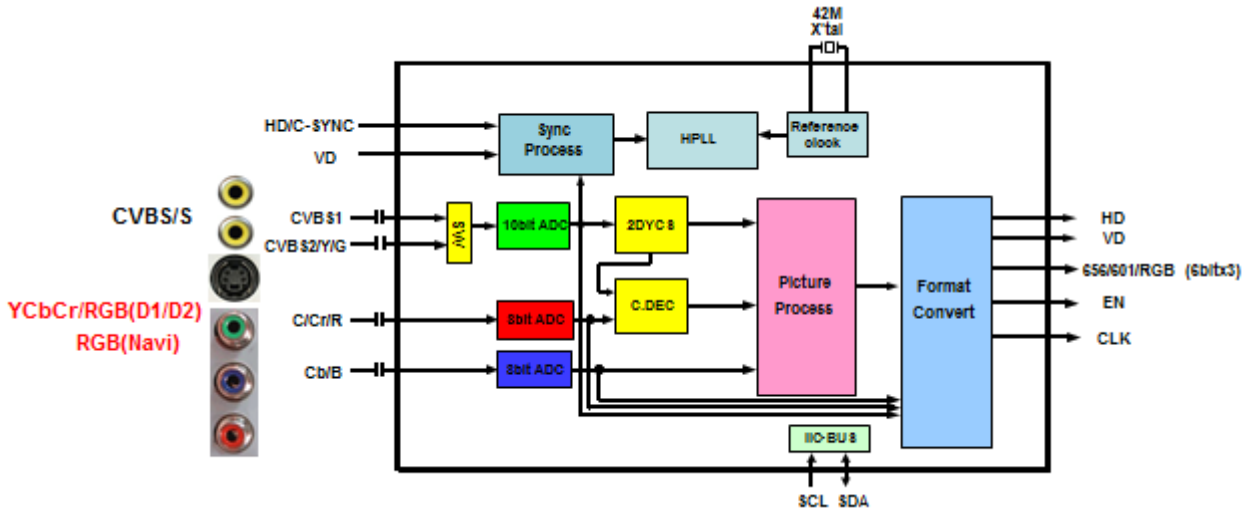 42M
X'tal
HD/C-SYNC
VD
Sync
Process
HPLL
Reference
clock
CVBS/S
CVBS1
CVBS2/Y/G
SW
10bit ADC
2DYCS
YCbCr/RGB(D1/D2)
RGB(Navi)
C/Cr/R
8bit ADC
C.DEC
Cb/B
8bit ADC
Picture
Process
Format
Convert
HD
VD
656/601/RGB (6bitx3)
EN
CLK
IIC-BUS
SCL SDA